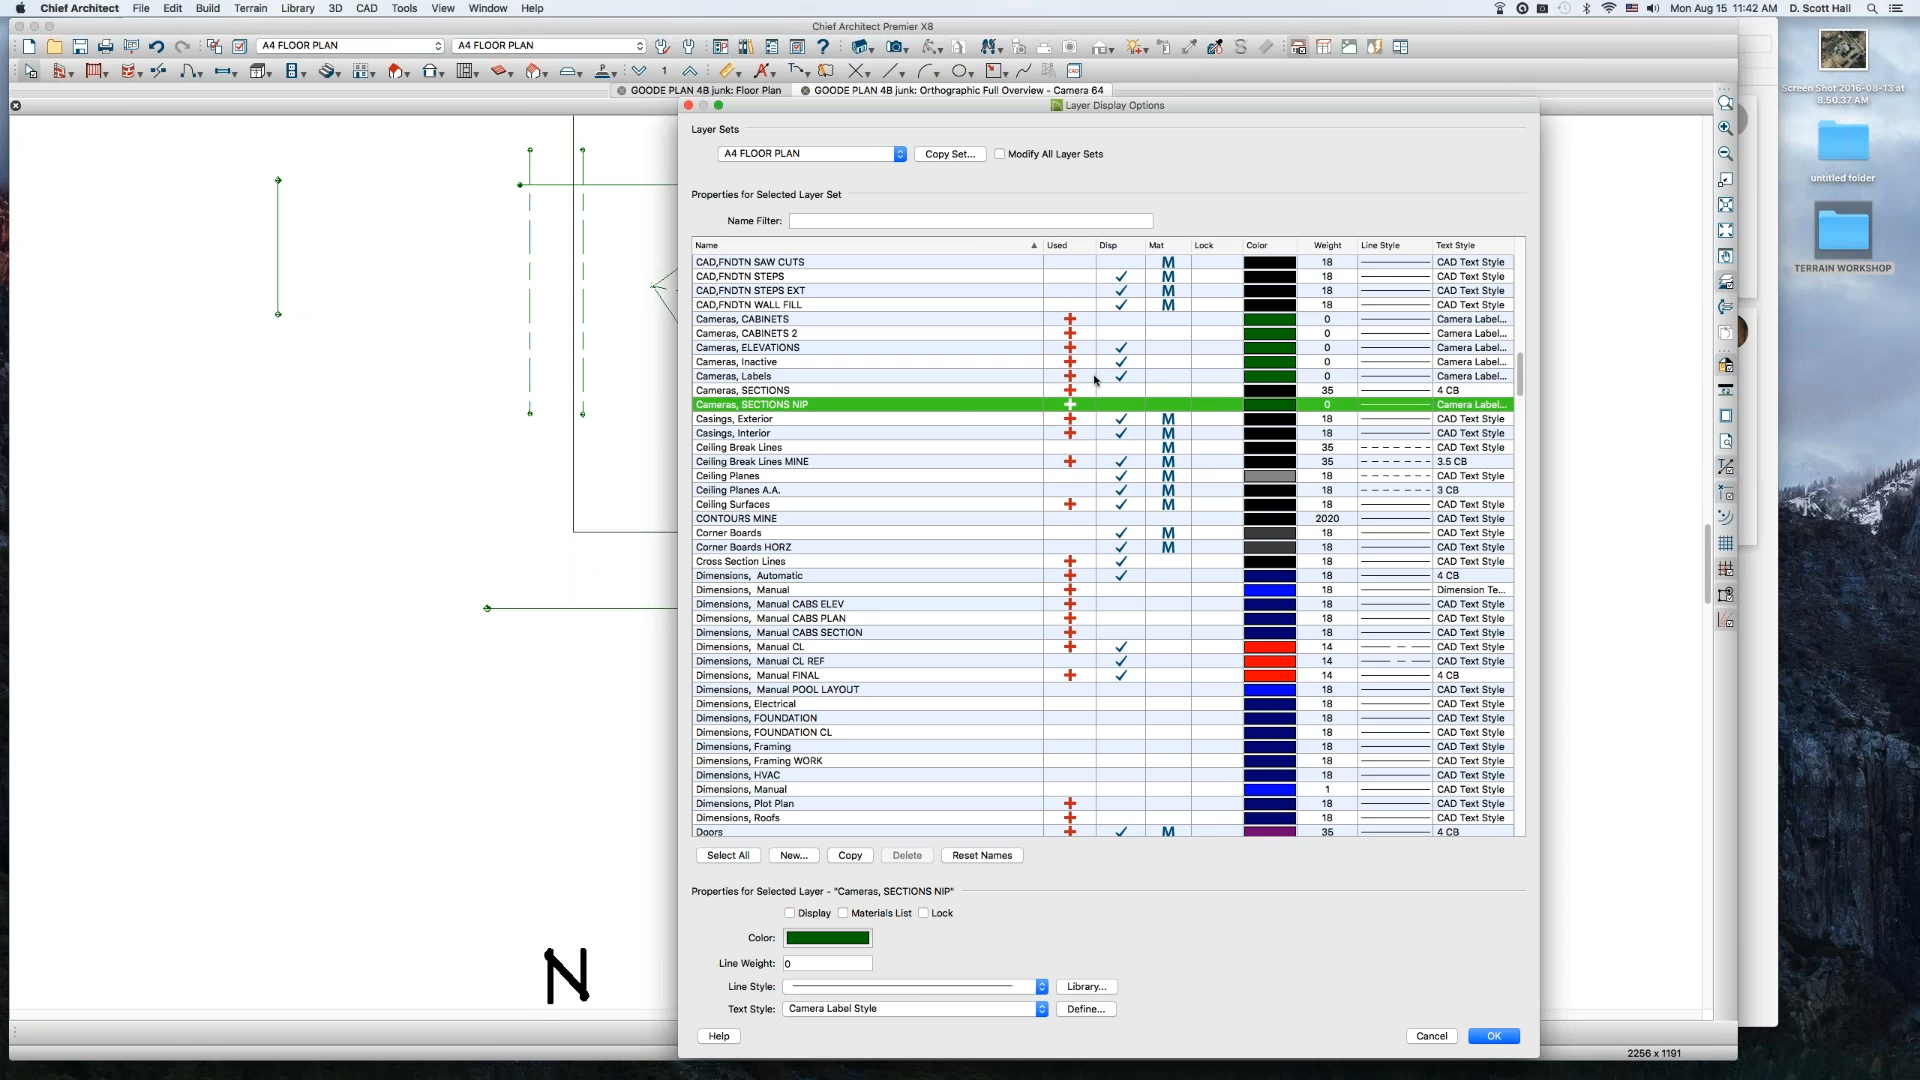 Chief Architect File Edit Build Terrain Library 3D CAD Tools View Window Help Mon Aug 15 11:42 AM D. Scott Hall
Chief Architect Premier X8
A4 FLOOR PLAN A4 FLOOR PLAN
GOODE PLAN 4B junk: Floor Plan GOODE PLAN 4B junk: Orthographic Full Overview - Camera 64
Layer Display Options
Layer Sets
A4 FLOOR PLAN Copy Set... Modify All Layer Sets
Properties for Selected Layer Set
Name Filter:
Name Used Disp Mat Lock Color Weight Line Style Text Style
CAD,FNDTN SAW CUTS M 18 CAD Text Style
CAD,FNDTN STEPS M 18 CAD Text Style
CAD,FNDTN STEPS EXT M 18 CAD Text Style
CAD,FNDTN WALL FILL M 18 CAD Text Style
Cameras, CABINETS 0 Camera Label...
Cameras, CABINETS 2 0 Camera Label...
Cameras, ELEVATIONS 0 Camera Label...
Cameras, Inactive 0 Camera Label...
Cameras, Labels 0 Camera Label...
Cameras, SECTIONS 35 4 CB
Cameras, SECTIONS NIP 0 Camera Label...
Casings, Exterior M 18 CAD Text Style
Casings, Interior M 18 CAD Text Style
Ceiling Break Lines M 35 CAD Text Style
Ceiling Break Lines MINE M 35 3.5 CB
Ceiling Planes M 18 CAD Text Style
Ceiling Planes A.A. M 18 3 CB
Ceiling Surfaces M 18 CAD Text Style
CONTOURS MINE 2020 CAD Text Style
Corner Boards M 18 CAD Text Style
Corner Boards HORZ M 18 CAD Text Style
Cross Section Lines 18 CAD Text Style
Dimensions, Automatic 18 4 CB
Dimensions, Manual 18 Dimension Te...
Dimensions, Manual CABS ELEV 18 CAD Text Style
Dimensions, Manual CABS PLAN 18 CAD Text Style
Dimensions, Manual CABS SECTION 18 CAD Text Style
Dimensions, Manual CL 14 CAD Text Style
Dimensions, Manual CL REF 14 CAD Text Style
Dimensions, Manual FINAL 14 4 CB
Dimensions, Manual POOL LAYOUT 18 CAD Text Style
Dimensions, Electrical 18 CAD Text Style
Dimensions, FOUNDATION 18 CAD Text Style
Dimensions, FOUNDATION CL 18 CAD Text Style
Dimensions, Framing 18 CAD Text Style
Dimensions, Framing WORK 18 CAD Text Style
Dimensions, HVAC 18 CAD Text Style
Dimensions, Manual 1 CAD Text Style
Dimensions, Plot Plan 18 CAD Text Style
Dimensions, Roofs 18 CAD Text Style
Doors M 35 4 CB
Select All New... Copy Delete Reset Names
Properties for Selected Layer - "Cameras, SECTIONS NIP"
Display Materials List Lock
Color:
Line Weight: 0
Line Style: Library...
Text Style: Camera Label Style Define...
Help Cancel OK
2256 x 1191
N
Screen Shot 2016-08-13 at
8.50.37 AM
untitled folder
TERRAIN WORKSHOP